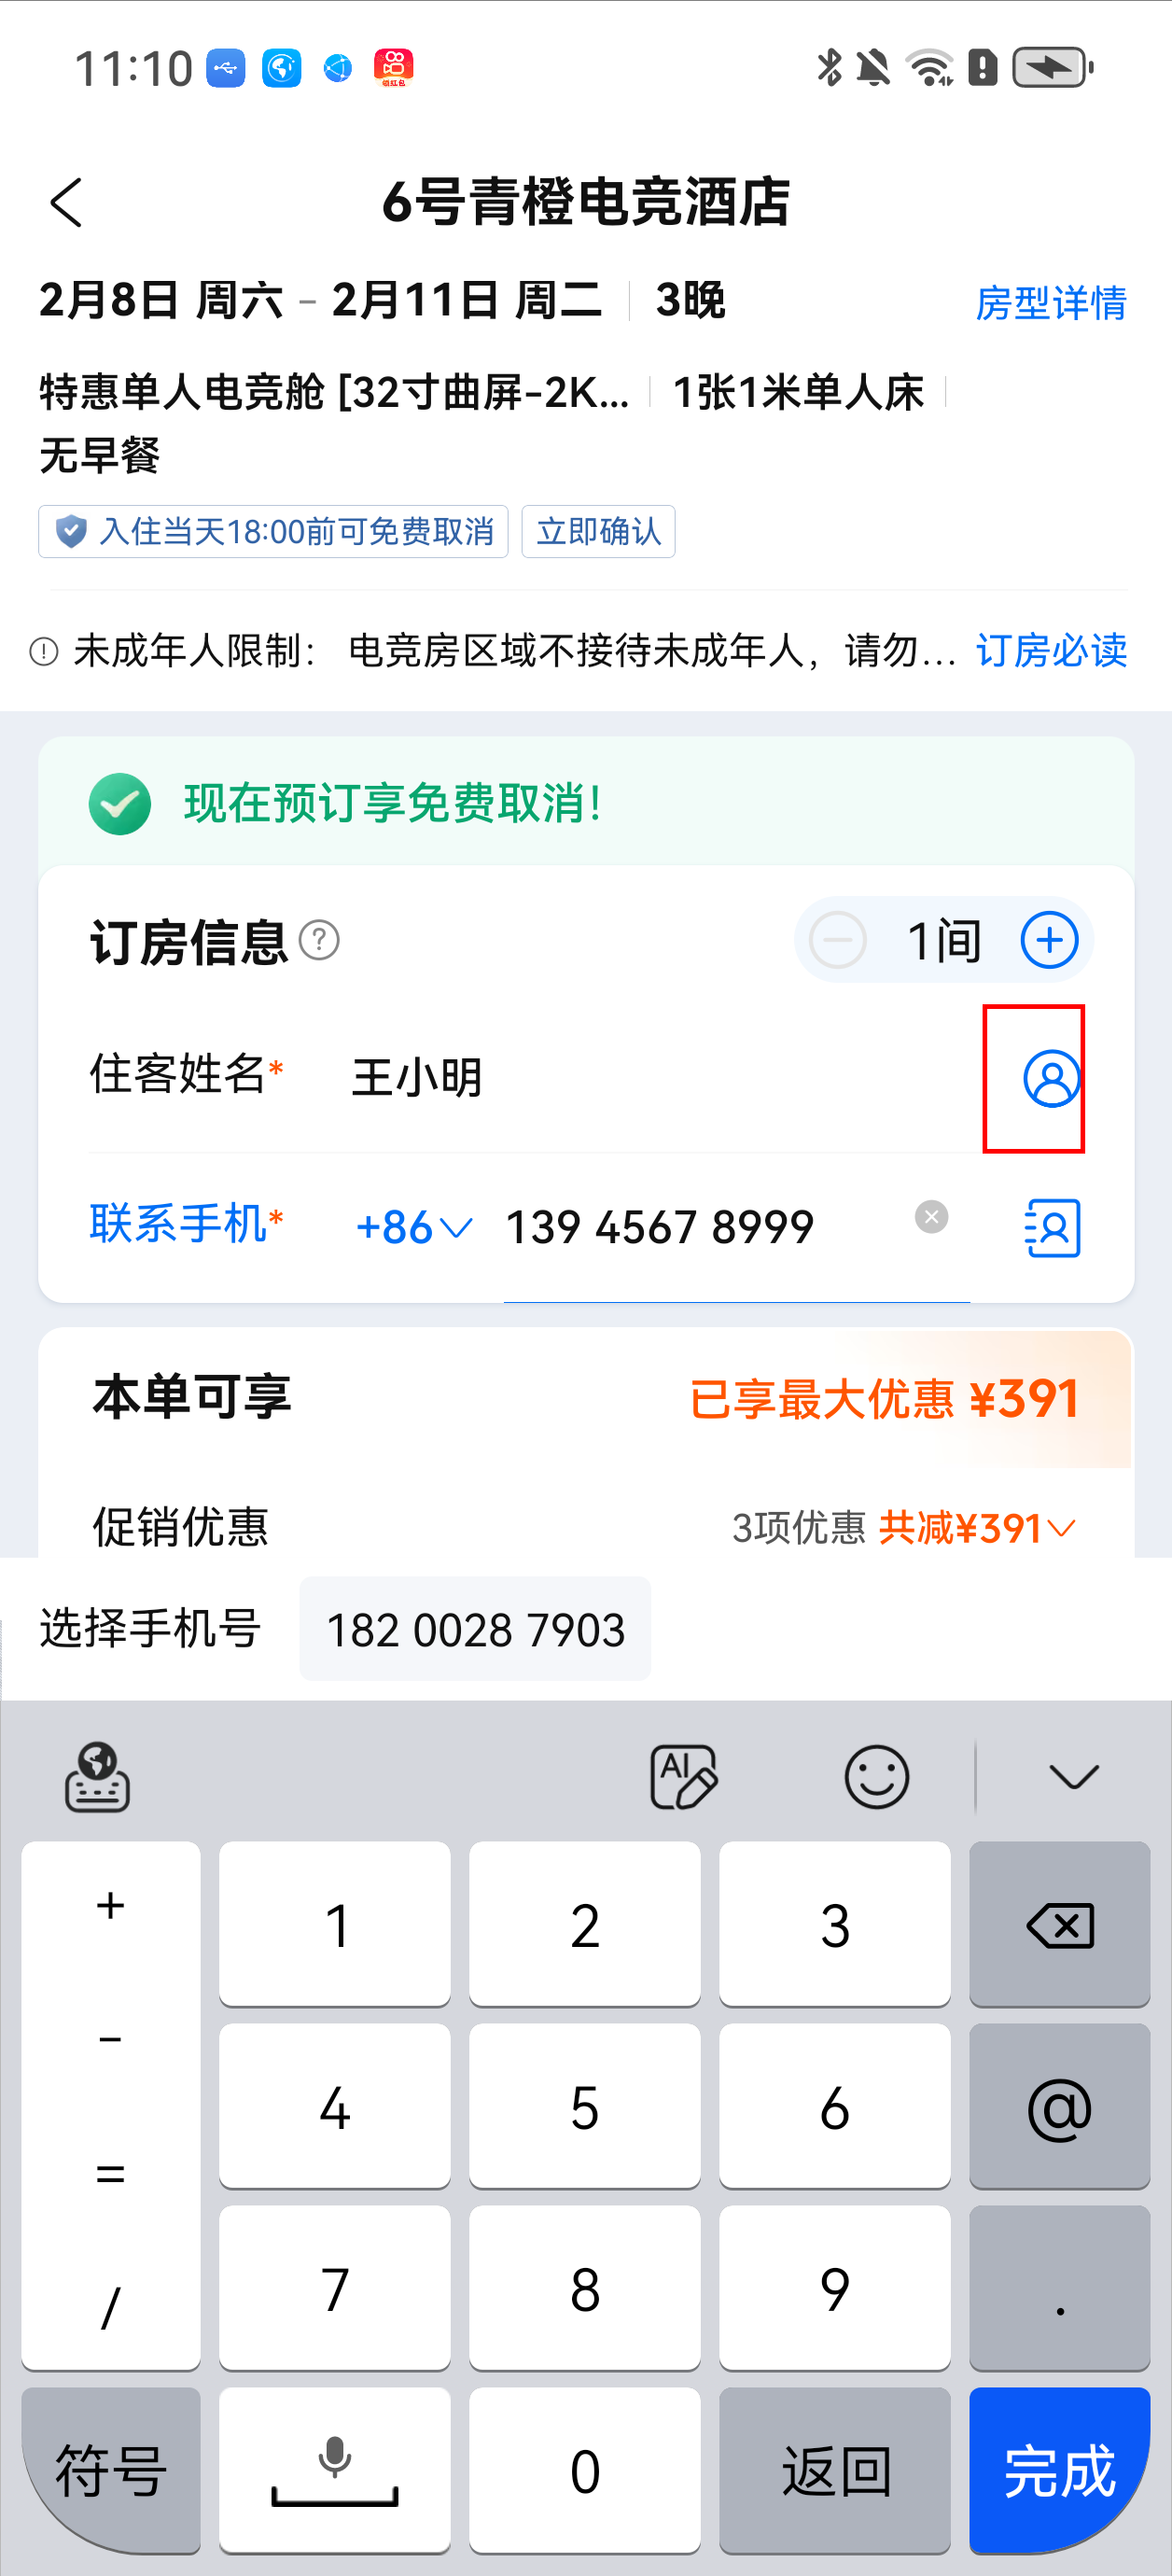 11:10
领红包
6号青橙电竞酒店
2月8日 周六 - 2月11日 周二 3晚 房型详情
特惠单人电竞舱 [32寸曲屏-2K... 1张1米单人床
无早餐
入住当天18:00前可免费取消 立即确认
未成年人限制: 电竞房区域不接待未成年人，请勿... 订房必读
现在预订享免费取消!
订房信息 ? 1间
住客姓名* 王小明
联系手机* +86 139 4567 8999
本单可享 已享最大优惠 ¥391
促销优惠 3项优惠 共减¥391
选择手机号 182 0028 7903
AI
+ 1 2 3
- 4 5 6 @
= 7 8 9 .
/
符号 0 返回 完成